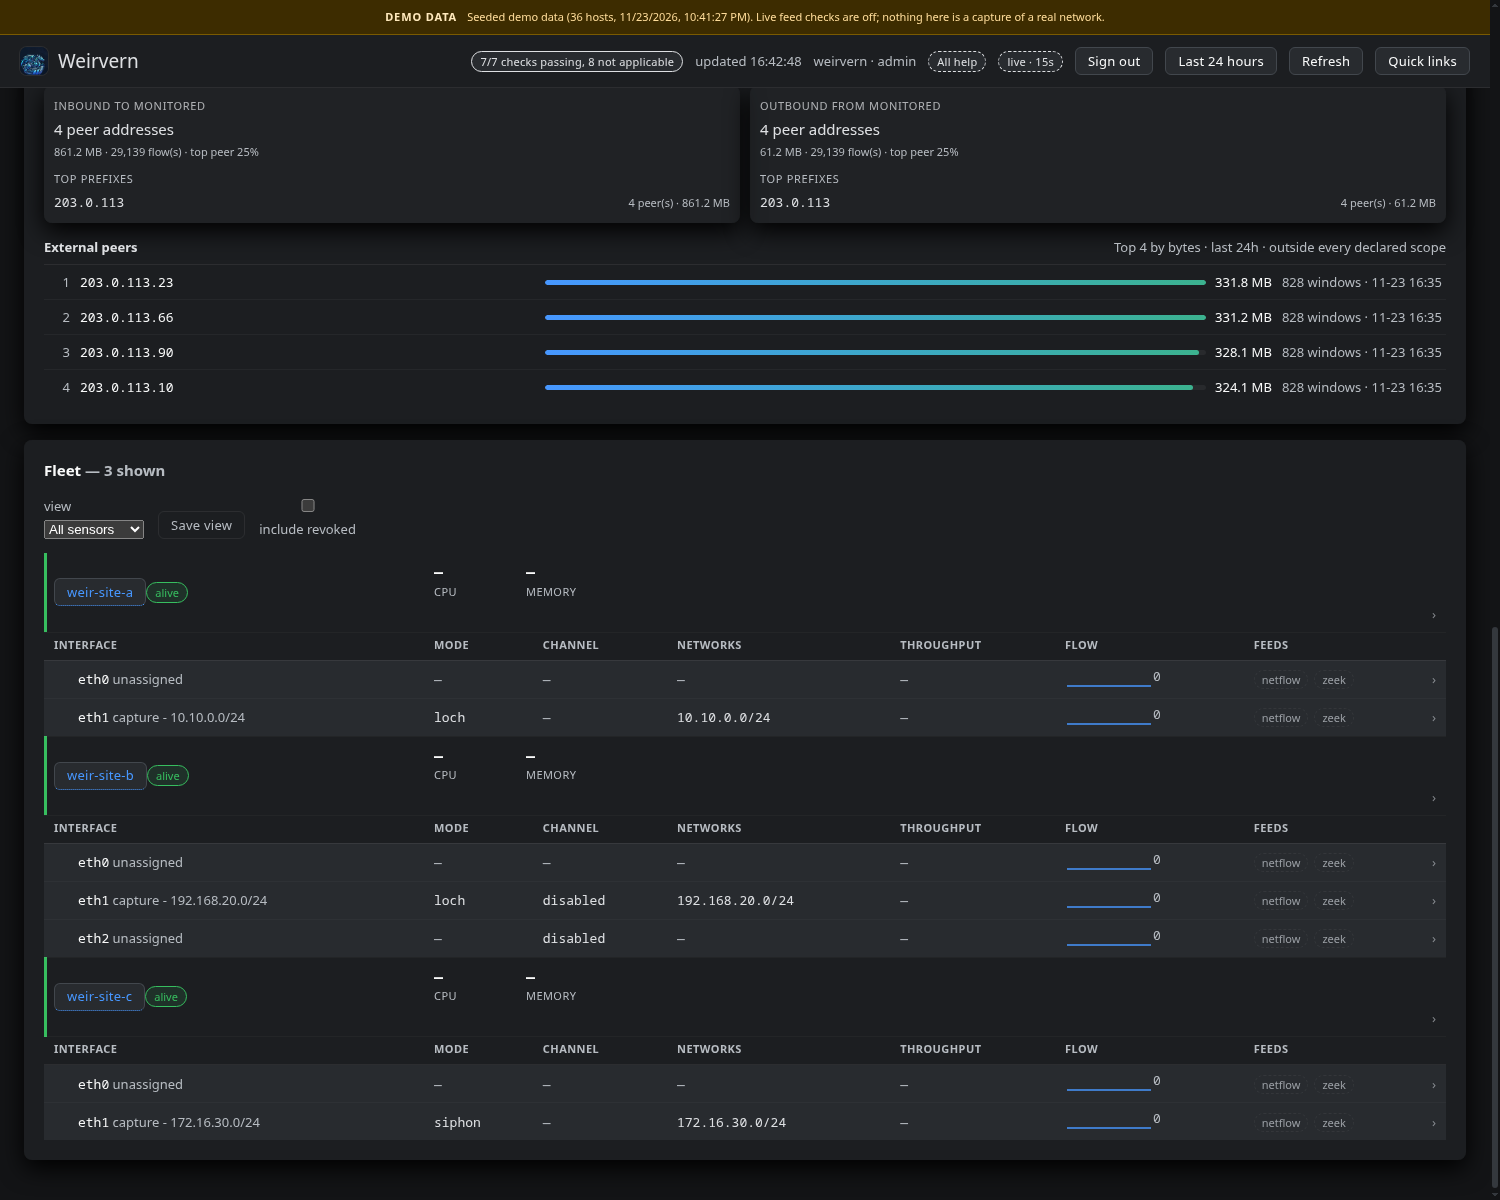 DEMO DATA Seeded demo data (36 hosts, 11/23/2026, 10:41:27 PM). Live feed checks are off; nothing here is a capture of a real network.
Weirvern
7/7 checks passing, 8 not applicable updated 16:42:48 weirvern · admin All help live · 15s Sign out Last 24 hours Refresh Quick links
INBOUND TO MONITORED
4 peer addresses
861.2 MB · 29,139 flow(s) · top peer 25%
TOP PREFIXES
203.0.113 4 peer(s) · 861.2 MB
OUTBOUND FROM MONITORED
4 peer addresses
61.2 MB · 29,139 flow(s) · top peer 25%
TOP PREFIXES
203.0.113 4 peer(s) · 61.2 MB
External peers Top 4 by bytes · last 24h · outside every declared scope
1 203.0.113.23 331.8 MB 828 windows · 11-23 16:35
2 203.0.113.66 331.2 MB 828 windows · 11-23 16:35
3 203.0.113.90 328.1 MB 828 windows · 11-23 16:35
4 203.0.113.10 324.1 MB 828 windows · 11-23 16:35
Fleet — 3 shown
view
All sensors Save view include revoked
weir-site-a alive – CPU – MEMORY ›
INTERFACE MODE CHANNEL NETWORKS THROUGHPUT FLOW FEEDS
eth0 unassigned – – – – 0 netflow zeek ›
eth1 capture - 10.10.0.0/24 loch – 10.10.0.0/24 – 0 netflow zeek ›
weir-site-b alive – CPU – MEMORY ›
INTERFACE MODE CHANNEL NETWORKS THROUGHPUT FLOW FEEDS
eth0 unassigned – – – – 0 netflow zeek ›
eth1 capture - 192.168.20.0/24 loch disabled 192.168.20.0/24 – 0 netflow zeek ›
eth2 unassigned – disabled – – 0 netflow zeek ›
weir-site-c alive – CPU – MEMORY ›
INTERFACE MODE CHANNEL NETWORKS THROUGHPUT FLOW FEEDS
eth0 unassigned – – – – 0 netflow zeek ›
eth1 capture - 172.16.30.0/24 siphon – 172.16.30.0/24 – 0 netflow zeek ›